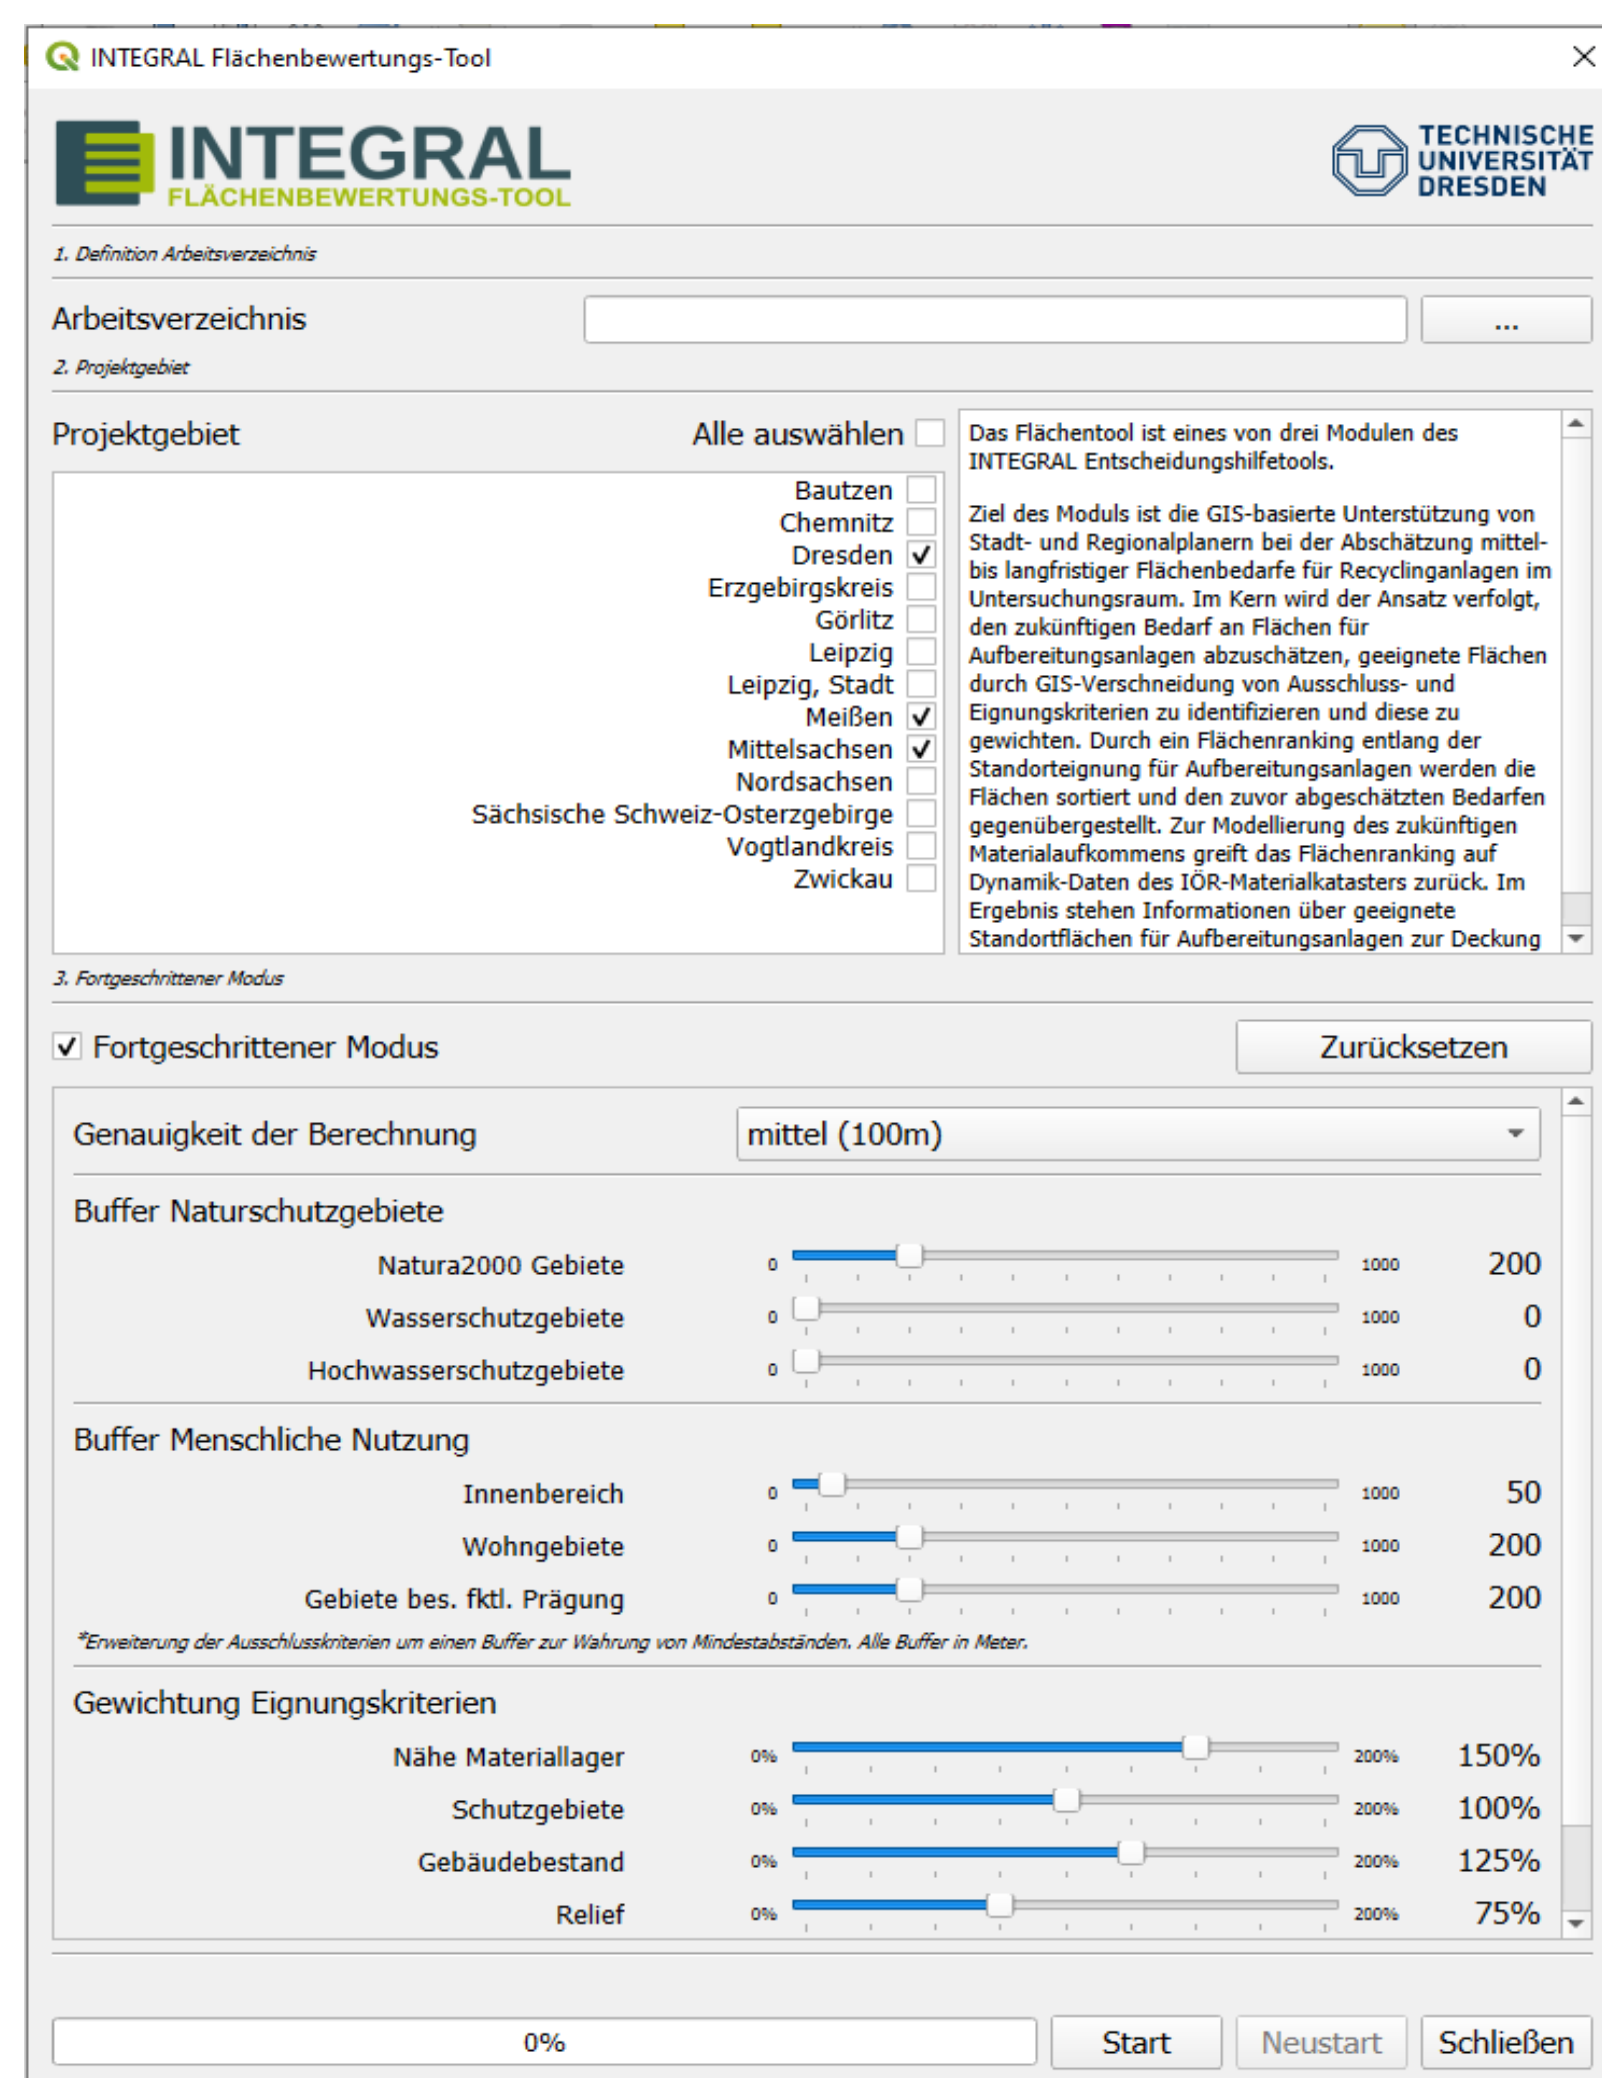 INTEGRAL Flächenbewertungs-Tool
INTEGRAL
FLÄCHENBEWERTUNGS-TOOL
TECHNISCHE
UNIVERSITÄT
DRESDEN
1. Definition Arbeitsverzeichnis
Arbeitsverzeichnis
...
2. Projektgebiet
Projektgebiet
Alle auswählen
Bautzen
Chemnitz
Dresden
Erzgebirgskreis
Görlitz
Leipzig
Leipzig, Stadt
Meißen
Mittelsachsen
Nordsachsen
Sächsische Schweiz-Osterzgebirge
Vogtlandkreis
Zwickau
Das Flächentool ist eines von drei Modulen des
INTEGRAL Entscheidungshilfetools.
Ziel des Moduls ist die GIS-basierte Unterstützung von
Stadt- und Regionalplanern bei der Abschätzung mittel-
bis langfristiger Flächenbedarfe für Recyclinganlagen im
Untersuchungsraum. Im Kern wird der Ansatz verfolgt,
den zukünftigen Bedarf an Flächen für
Aufbereitungsanlagen abzuschätzen, geeignete Flächen
durch GIS-Verschneidung von Ausschluss- und
Eignungskriterien zu identifizieren und diese zu
gewichten. Durch ein Flächenranking entlang der
Standorteignung für Aufbereitungsanlagen werden die
Flächen sortiert und den zuvor abgeschätzten Bedarfen
gegenübergestellt. Zur Modellierung des zukünftigen
Materialaufkommens greift das Flächenranking auf
Dynamik-Daten des IÖR-Materialkatasters zurück. Im
Ergebnis stehen Informationen über geeignete
Standortflächen für Aufbereitungsanlagen zur Deckung
3. Fortgeschrittener Modus
Fortgeschrittener Modus
Zurücksetzen
Genauigkeit der Berechnung
mittel (100m)
Buffer Naturschutzgebiete
Natura2000 Gebiete 0 1000 200
Wasserschutzgebiete 0 1000 0
Hochwasserschutzgebiete 0 1000 0
Buffer Menschliche Nutzung
Innenbereich 0 1000 50
Wohngebiete 0 1000 200
Gebiete bes. fktl. Prägung 0 1000 200
*Erweiterung der Ausschlusskriterien um einen Buffer zur Wahrung von Mindestabständen. Alle Buffer in Meter.
Gewichtung Eignungskriterien
Nähe Materiallager 0% 200% 150%
Schutzgebiete 0% 200% 100%
Gebäudebestand 0% 200% 125%
Relief 0% 200% 75%
0%
Start
Neustart
Schließen